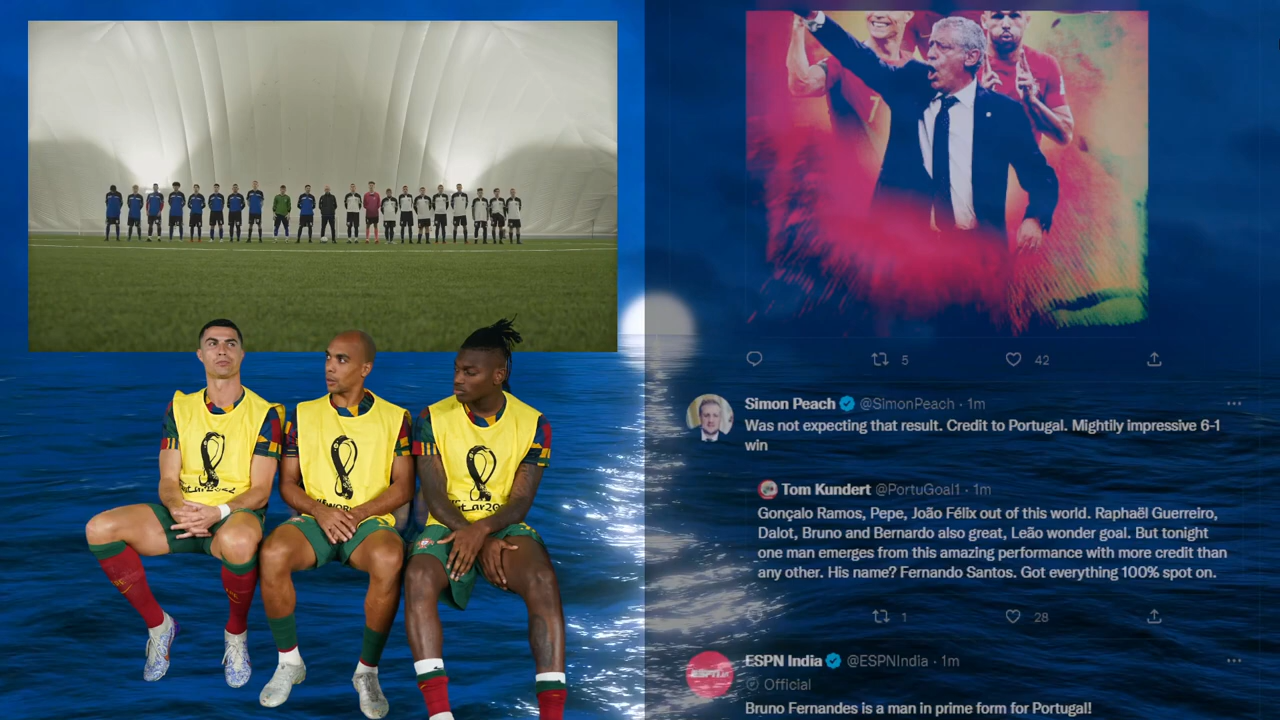 7
5
42
Simon Peach @SimonPeach · 1m
Was not expecting that result. Credit to Portugal. Mightily impressive 6-1
win
Tom Kundert @PortuGoal1 · 1m
Gonçalo Ramos, Pepe, João Félix out of this world. Raphaël Guerreiro,
Dalot, Bruno and Bernardo also great, Leão wonder goal. But tonight
one man emerges from this amazing performance with more credit than
any other. His name? Fernando Santos. Got everything 100% spot on.
1
28
ESPN India @ESPNIndia · 1m
Official
Bruno Fernandes is a man in prime form for Portugal!